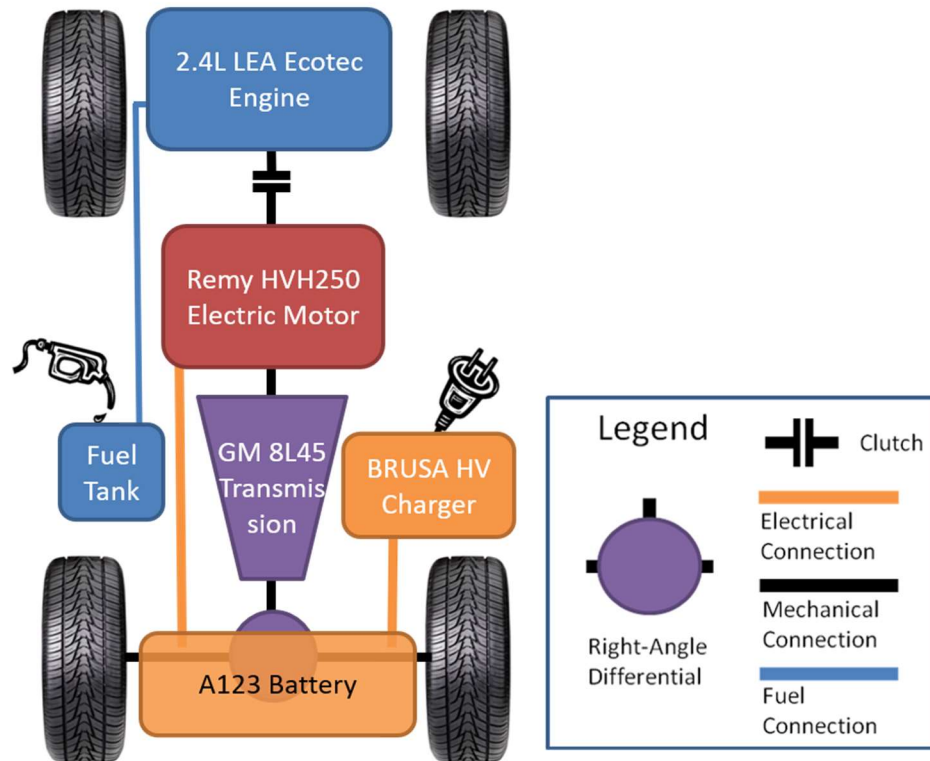 2.4L LEA Ecotec
Engine
Remy HVH250
Electric Motor
Fuel
Tank
GM 8L45
Transmis
sion
BRUSA HV
Charger
A123 Battery
Legend
Clutch
Electrical
Connection
Mechanical
Connection
Right-Angle
Differential
Fuel
Connection